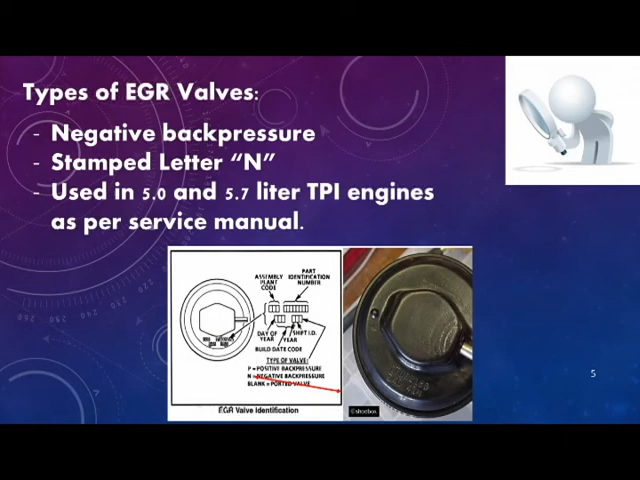 Types of EGR Valves:
- Negative backpressure
- Stamped Letter “N”
- Used in 5.0 and 5.7 liter TPI engines
as per service manual.
ASSEMBLY
PLANT
CODE
PART
IDENTIFICATION
NUMBER
DAY OF
YEAR
YEAR
SHIFT I.D.
BUILD DATE CODE
TYPE OF VALVE:
P = POSITIVE BACKPRESSURE
N = NEGATIVE BACKPRESSURE
BLANK = PORTED VALVE
EGR Valve Identification
©shoebox
5